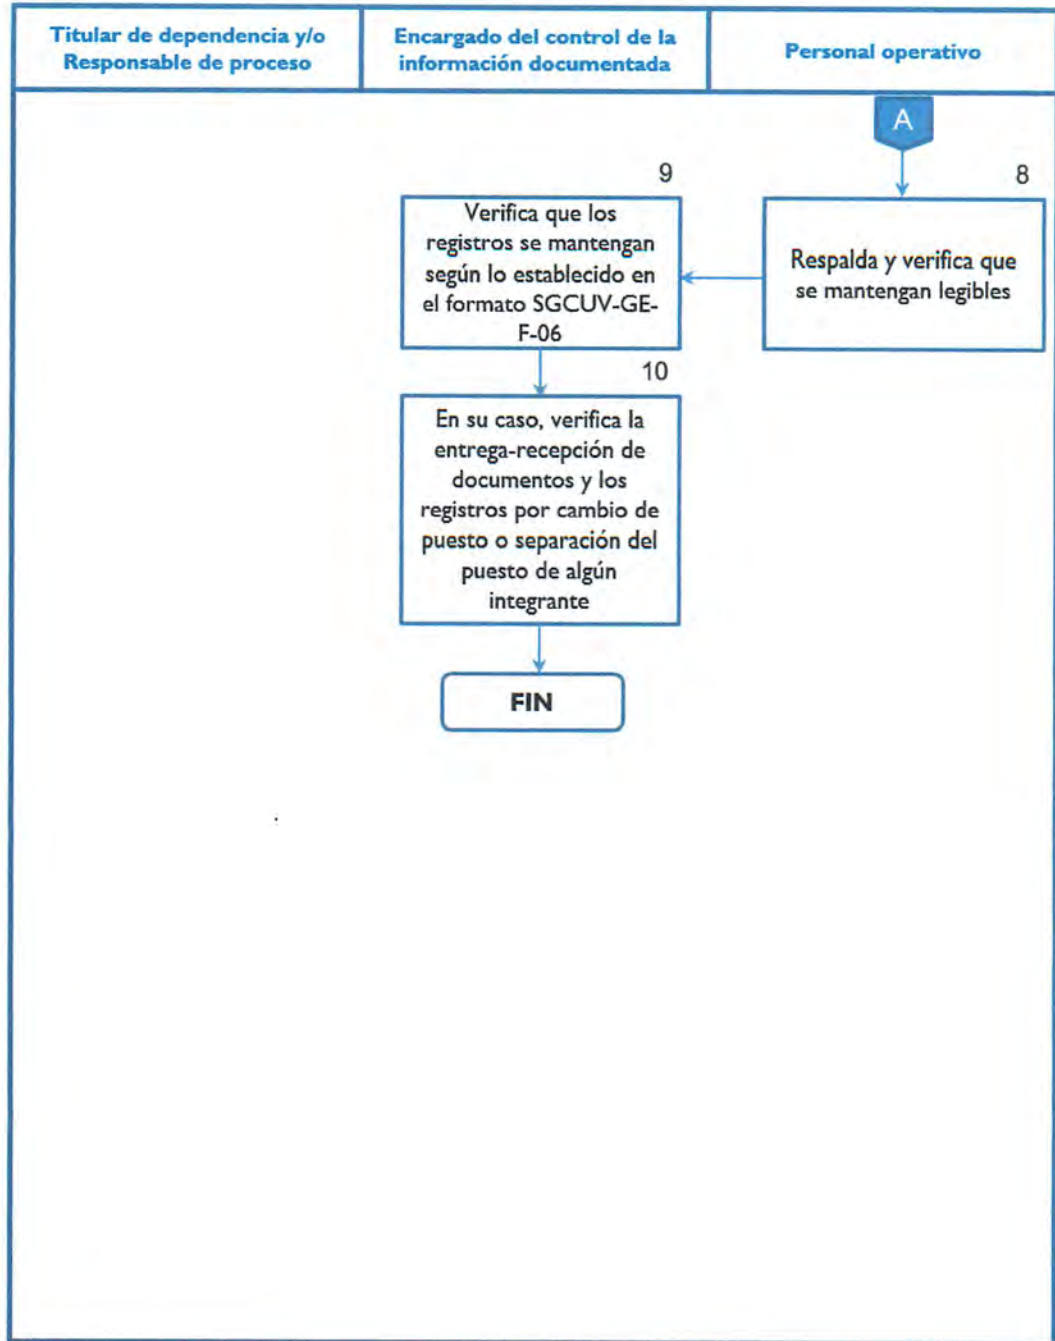 Titular de dependencia y/o
Responsable de proceso
Encargado del control de la
información documentada
Personal operativo
A
8
Respalda y verifica que
se mantengan legibles
9
Verifica que los
registros se mantengan
según lo establecido en
el formato SGCUV-GE-
F-06
10
En su caso, verifica la
entrega-recepción de
documentos y los
registros por cambio de
puesto o separación del
puesto de algún
integrante
FIN